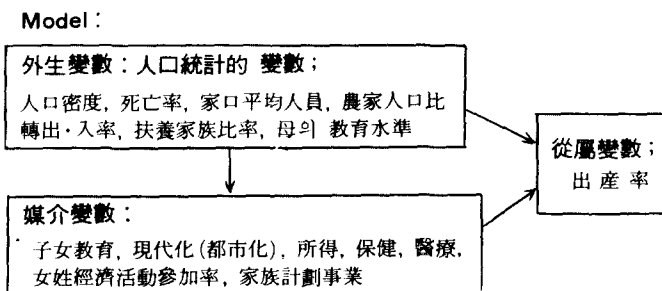 Model :
外生變數 : 人口統計的 變數 ;
人口密度, 死亡率, 家口平均人員, 農家人口比
轉出·入率, 扶養家族比率, 母의 教育水準
從屬變數 ;
出 産 率
媒介變數 :
子女教育, 現代化 (都市化), 所得, 保健, 醫療,
女姓經濟活動參加率, 家族計劃事業